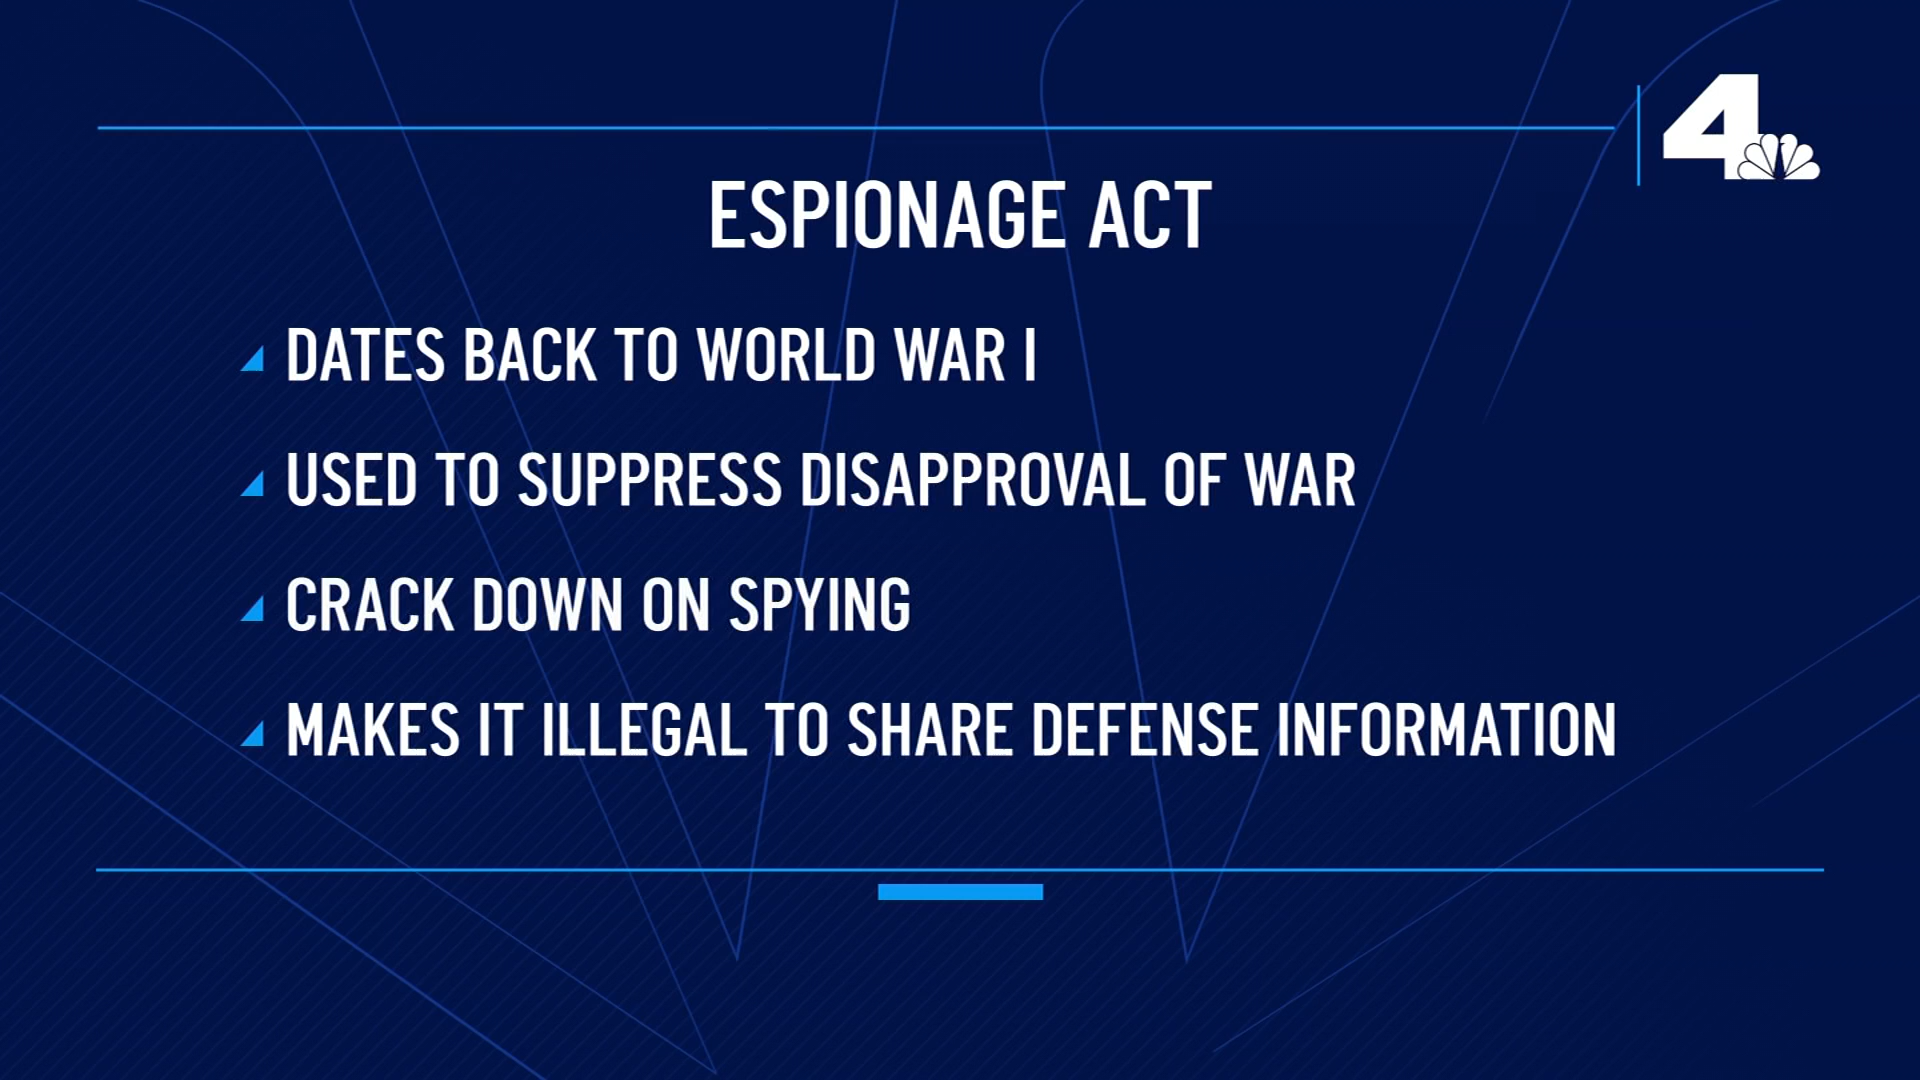 4
ESPIONAGE ACT
DATES BACK TO WORLD WAR I
USED TO SUPPRESS DISAPPROVAL OF WAR
CRACK DOWN ON SPYING
MAKES IT ILLEGAL TO SHARE DEFENSE INFORMATION